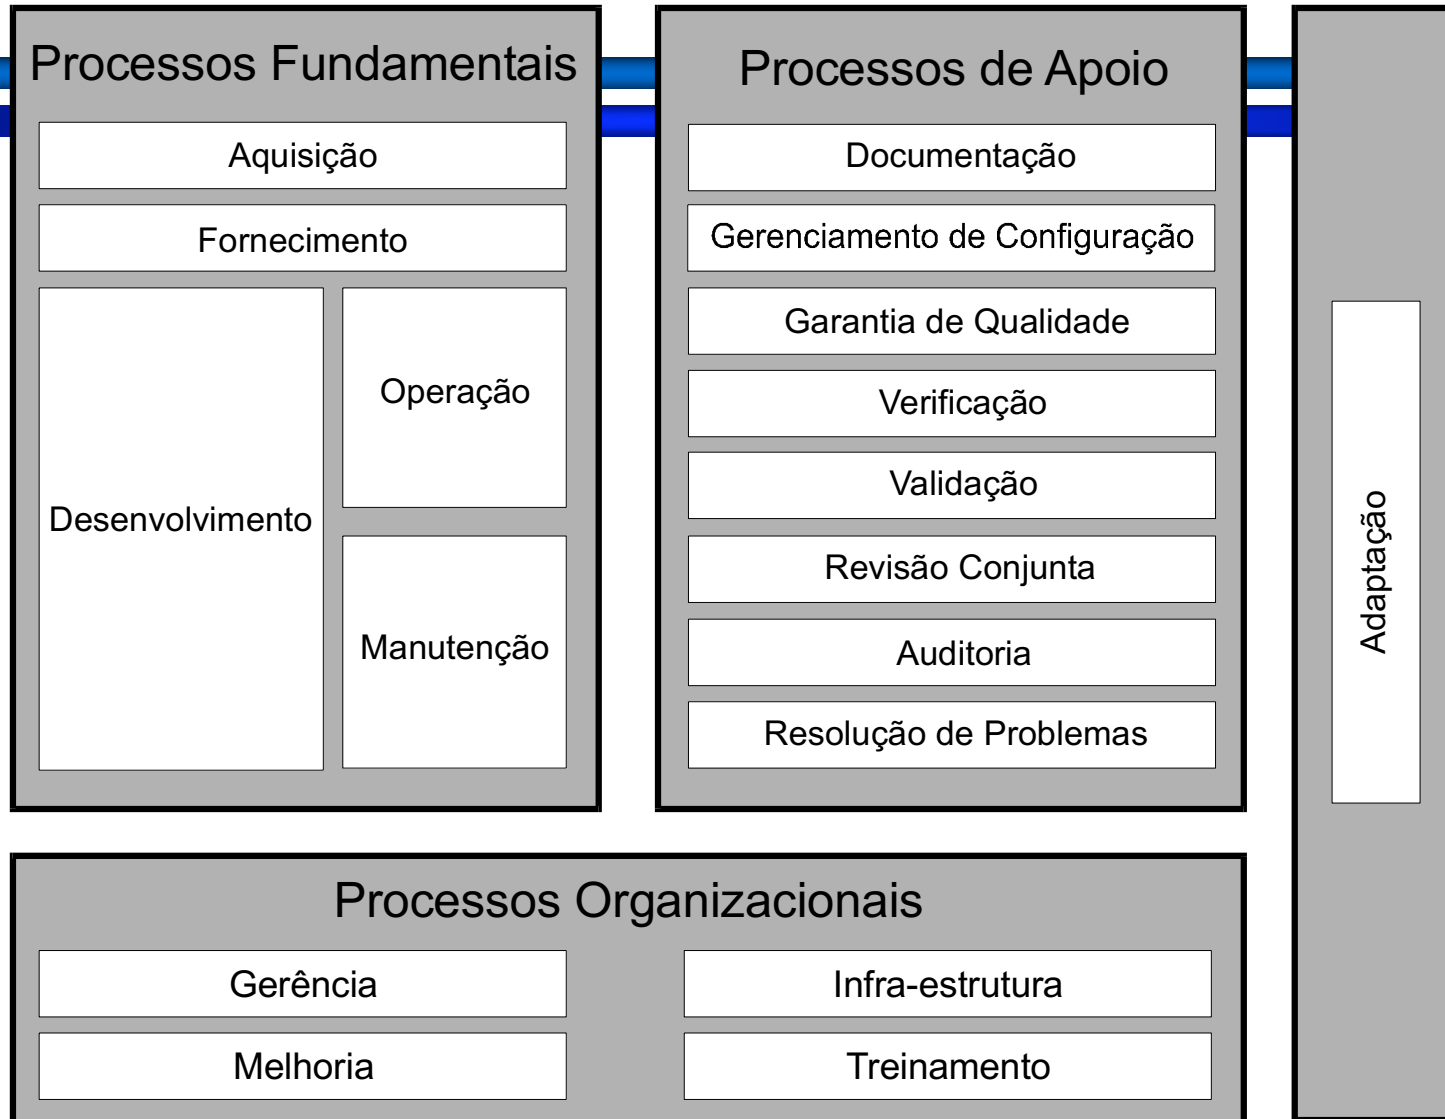 Processos Fundamentais
Aquisição
Fornecimento
Desenvolvimento
Operação
Manutenção
Processos de Apoio
Documentação
Gerenciamento de Configuração
Garantia de Qualidade
Verificação
Validação
Revisão Conjunta
Auditoria
Resolução de Problemas
Adaptação
Processos Organizacionais
Gerência
Infra-estrutura
Melhoria
Treinamento